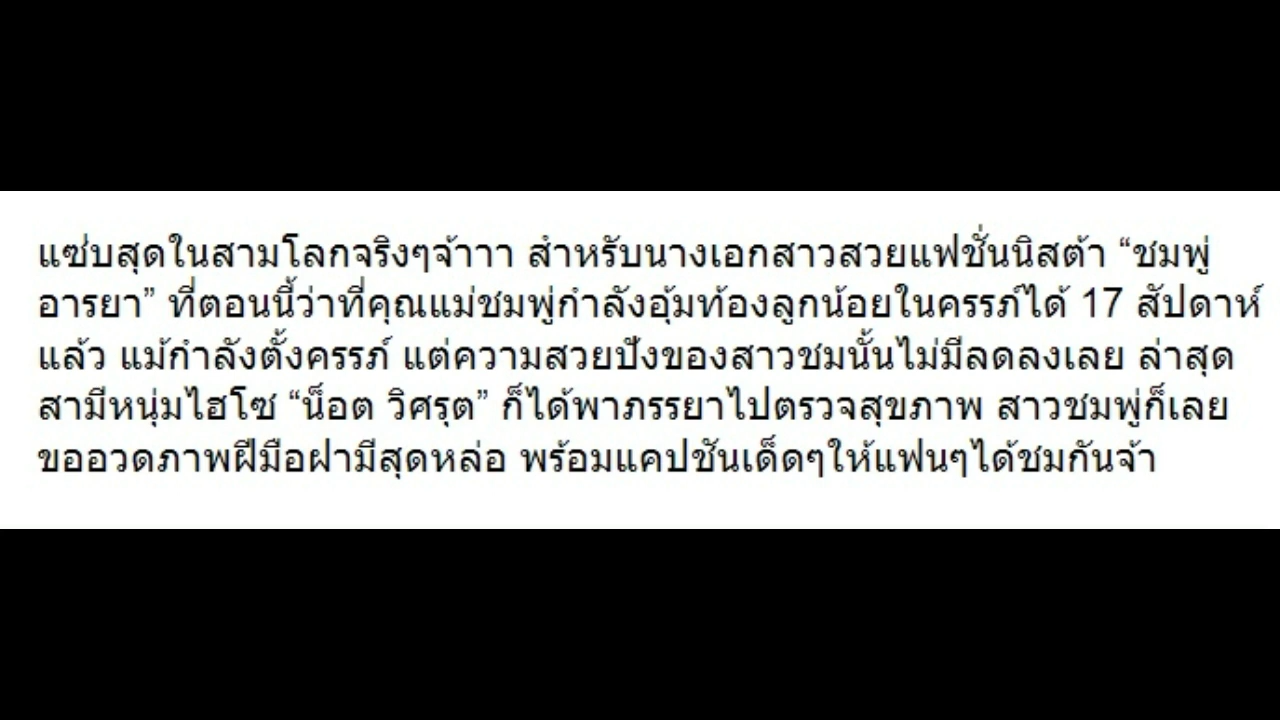 แซ่บสุดในสามโลกจริงๆจ้าาา สำหรับนางเอกสาวสวยแฟชั่นนิสต้า “ชมพู่
อารยา” ที่ตอนนี้ว่าที่คุณแม่ชมพู่กำลังอุ้มท้องลูกน้อยในครรภ์ได้ 17 สัปดาห์
แล้ว แม้กำลังตั้งครรภ์ แต่ความสวยปังของสาวชมนั้นไม่มีลดลงเลย ล่าสุด
สามีหนุ่มไฮโซ “น็อต วิศรุต” ก็ได้พาภรรยาไปตรวจสุขภาพ สาวชมพู่ก็เลย
ขออวดภาพฝีมือฝามีสุดหล่อ พร้อมแคปชันเด็ดๆให้แฟนๆได้ชมกันจ้า